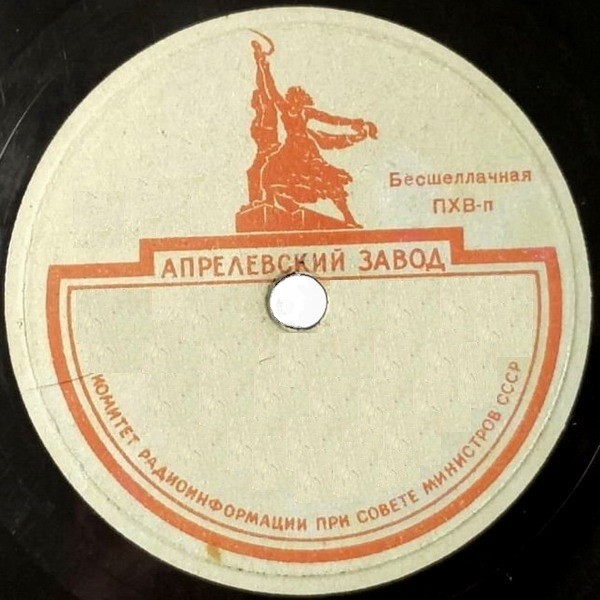 Бесшеллачная
ПХВ-п
АПРЕЛЕВСКИЙ ЗАВОД
КОМИТЕТ РАДИОИНФОРМАЦИИ ПРИ СОВЕТЕ МИНИСТРОВ СССР